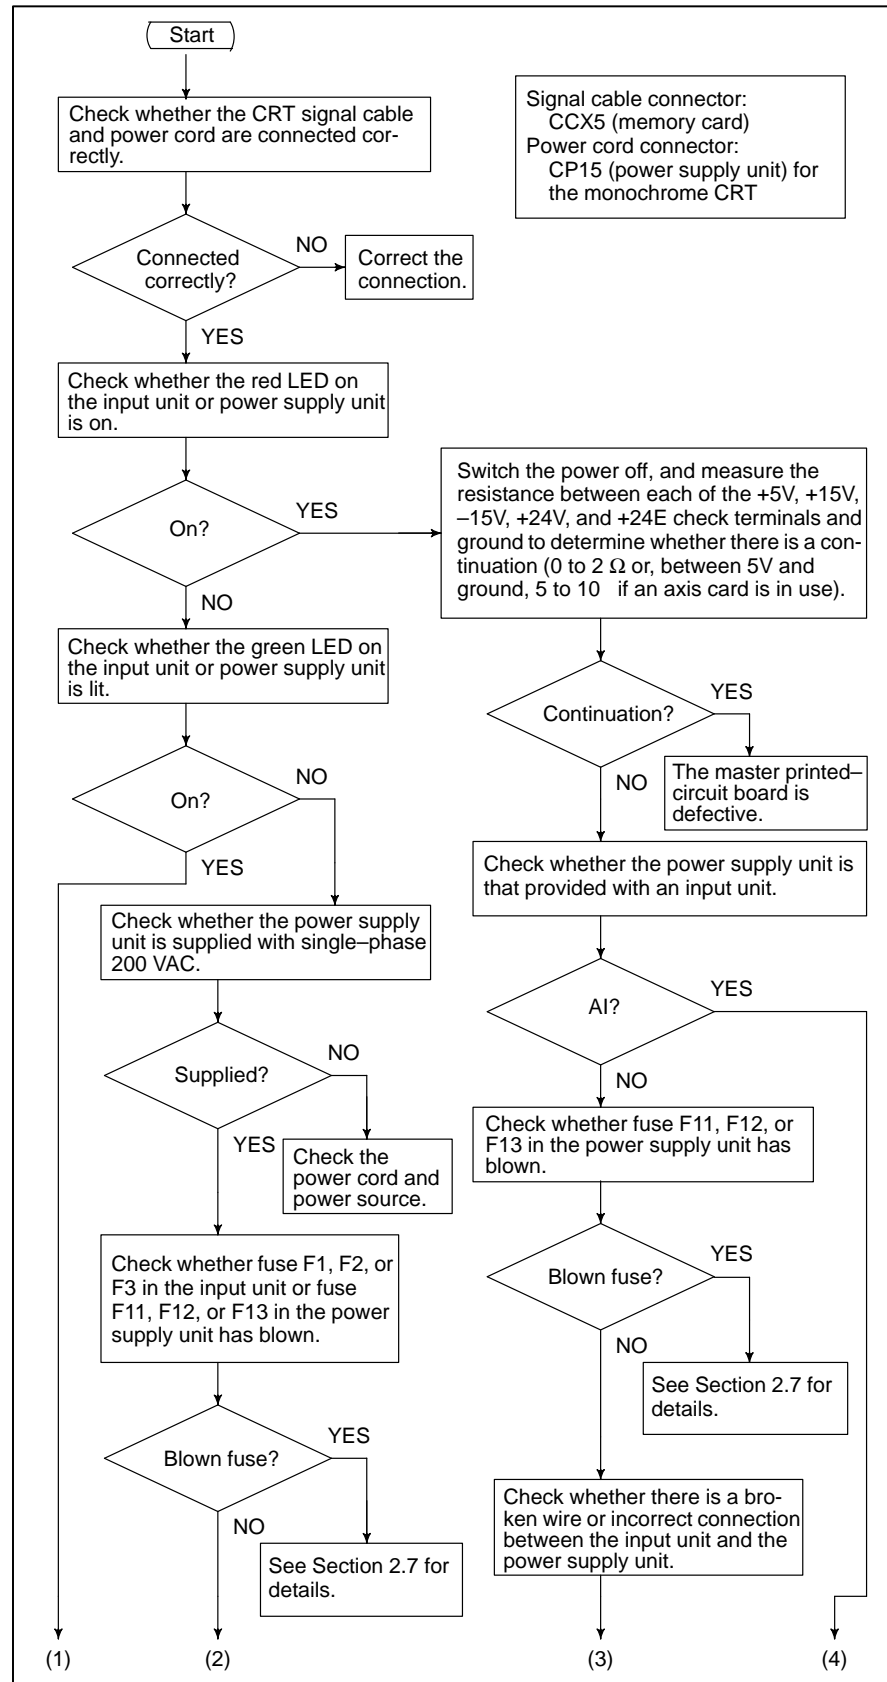 Start
Check whether the CRT signal cable
and power cord are connected cor-
rectly.
Signal cable connector:
CCX5 (memory card)
Power cord connector:
CP15 (power supply unit) for
the monochrome CRT
Connected
correctly?
NO
Correct the
connection.
YES
Check whether the red LED on
the input unit or power supply unit
is on.
On?
YES
Switch the power off, and measure the
resistance between each of the +5V, +15V,
–15V, +24V, and +24E check terminals and
ground to determine whether there is a con-
tinuation (0 to 2 Ω or, between 5V and
ground, 5 to 10   if an axis card is in use).
NO
Check whether the green LED on
the input unit or power supply unit
is lit.
Continuation?
YES
The master printed–
circuit board is
defective.
NO
On?
NO
YES
Check whether the power supply unit is
that provided with an input unit.
Check whether the power supply
unit is supplied with single–phase
200 VAC.
AI?
YES
NO
Supplied?
NO
Check the
power cord and
power source.
YES
Check whether fuse F11, F12, or
F13 in the power supply unit has
blown.
Check whether fuse F1, F2, or
F3 in the input unit or fuse
F11, F12, or F13 in the power
supply unit has blown.
Blown fuse?
YES
See Section 2.7 for
details.
NO
Blown fuse?
YES
See Section 2.7 for
details.
NO
Check whether there is a bro-
ken wire or incorrect connection
between the input unit and the
power supply unit.
(1)
(2)
(3)
(4)